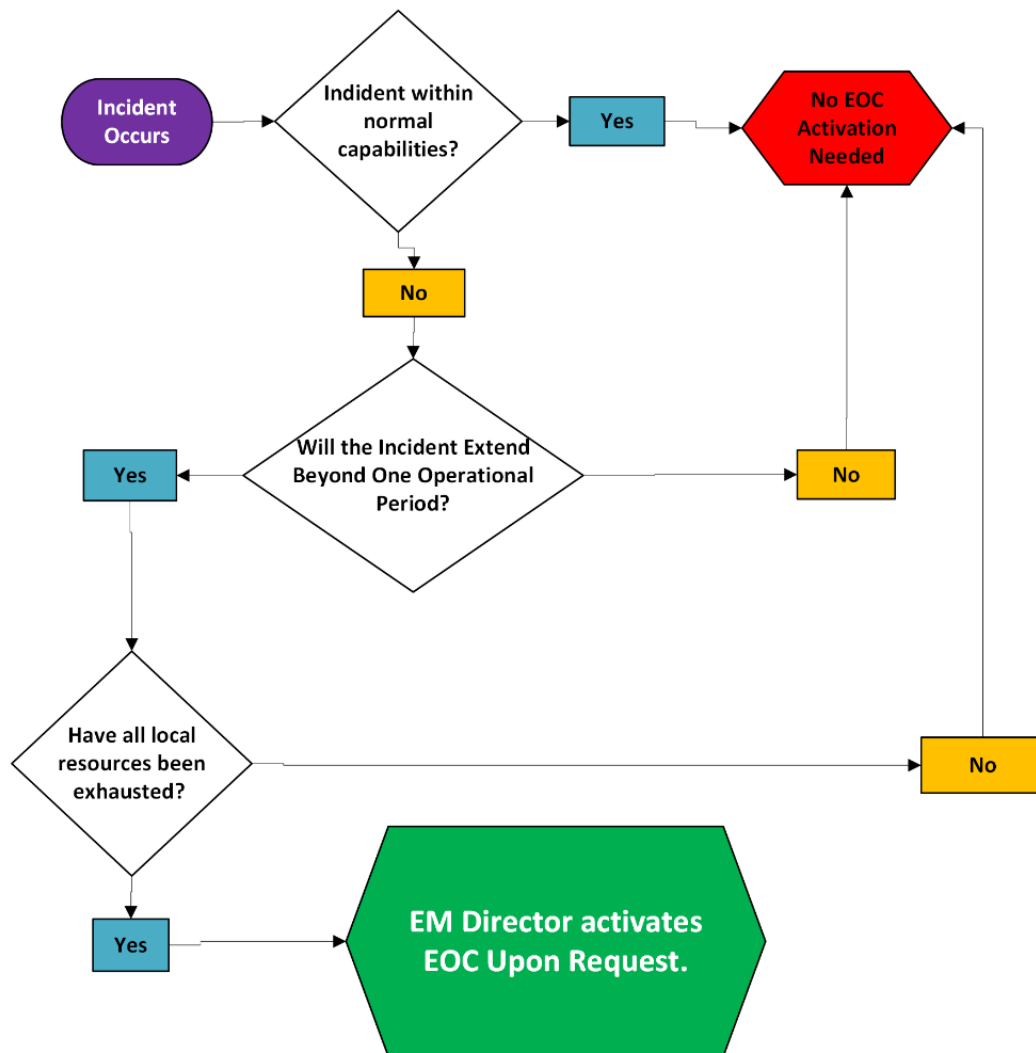 Incident
Occurs
Indident within
normal
capabilities?
Yes
No EOC
Activation
Needed
No
Will the Incident Extend
Beyond One Operational
Period?
Yes
No
Have all local
resources been
exhausted?
No
Yes
EM Director activates
EOC Upon Request.